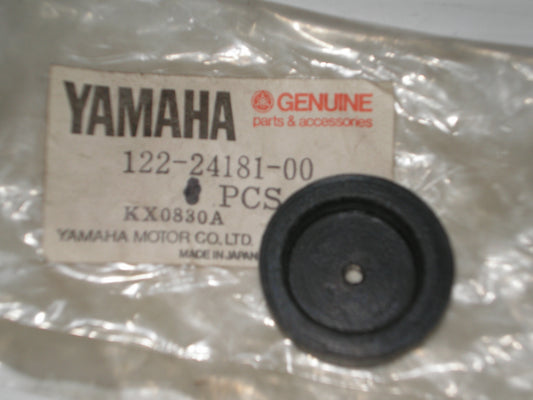 YAMAHA
GENUINE
parts & accessories
122-24181-00
PCS
KX0830A
YAMAHA MOTOR CO., LTD.
MADE IN JAPAN